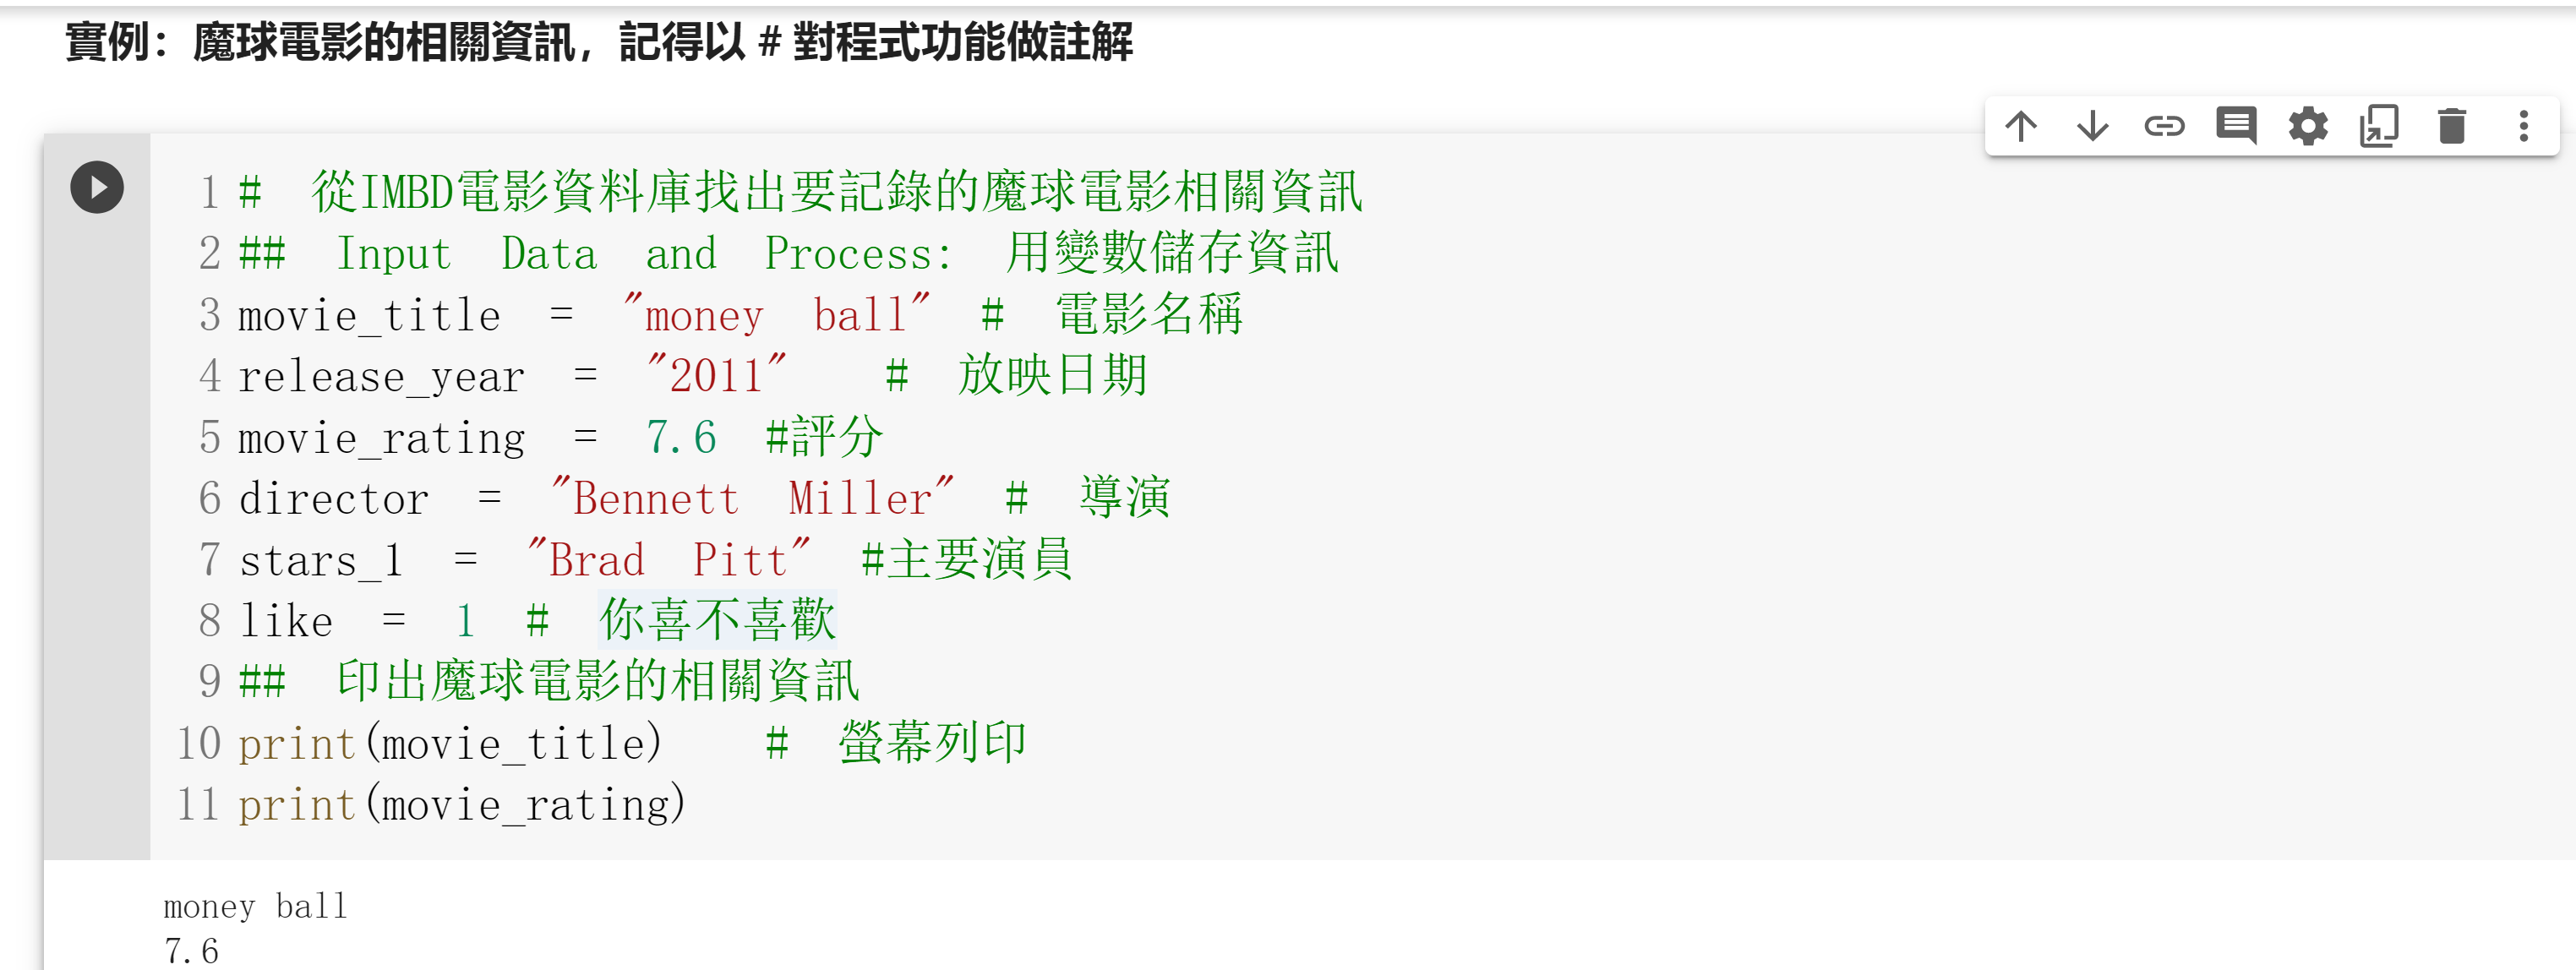 實例：魔球電影的相關資訊，記得以 # 對程式功能做註解
1 # 從IMBD電影資料庫找出要記錄的魔球電影相關資訊
2 ## Input Data and Process: 用變數儲存資訊
3 movie_title = "money ball" # 電影名稱
4 release_year = "2011"  # 放映日期
5 movie_rating = 7.6 #評分
6 director = "Bennett Miller" # 導演
7 stars_1 = "Brad Pitt" #主要演員
8 like = 1 # 你喜不喜歡
9 ## 印出魔球電影的相關資訊
10 print(movie_title)  # 螢幕列印
11 print(movie_rating)
money ball
7.6